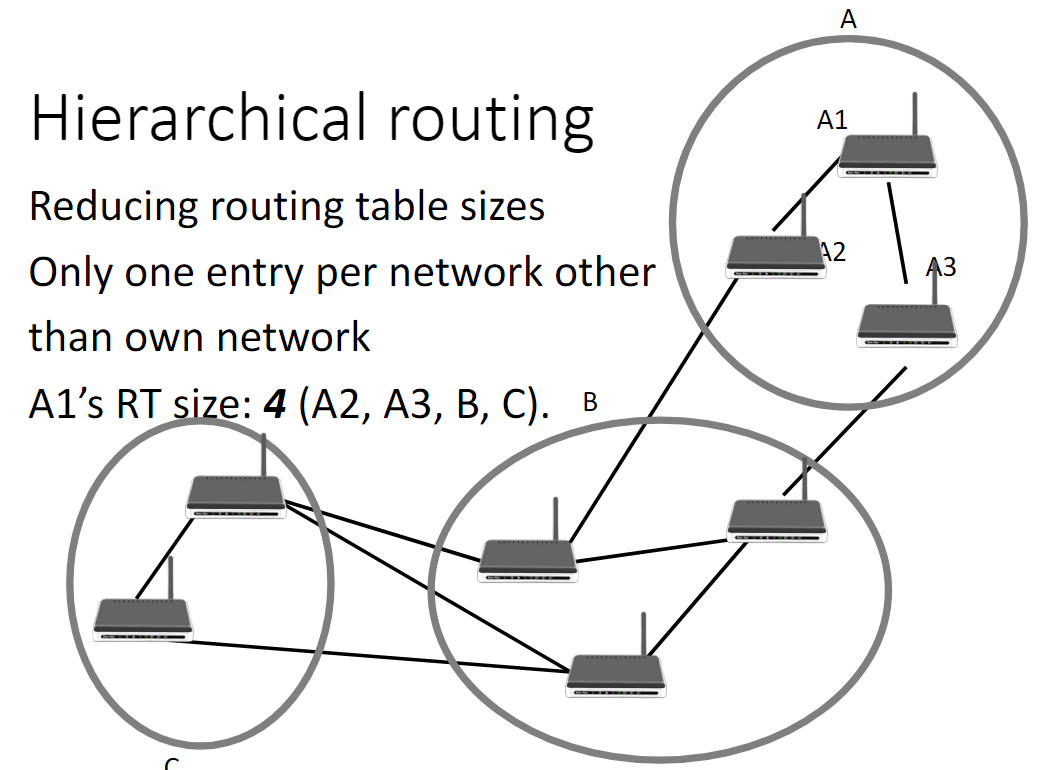 A
Hierarchical routing
A1
Reducing routing table sizes
A2
A3
Only one entry per network other
than own network
A1’s RT size: 4 (A2, A3, B, C).
B
C